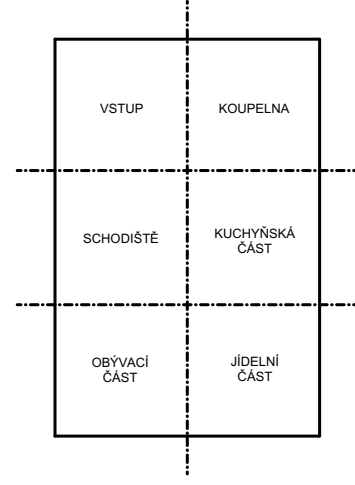 VSTUP
KOUPELNA
SCHODIŠTĚ
KUCHYŇSKÁ
ČÁST
OBÝVACÍ
ČÁST
JÍDELNÍ
ČÁST